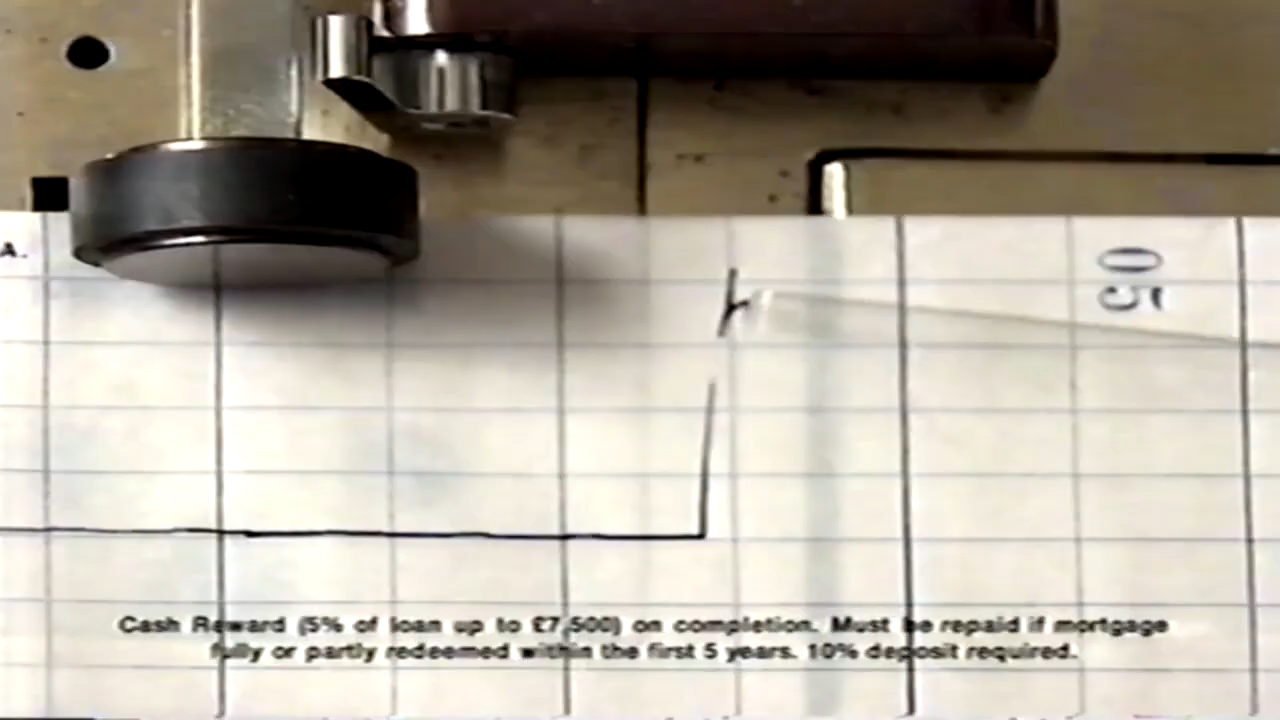 A.
05
Cash Reward (5% of loan up to £7,500) on completion. Must be repaid if mortgage
fully or partly redeemed within the first 5 years. 10% deposit required.